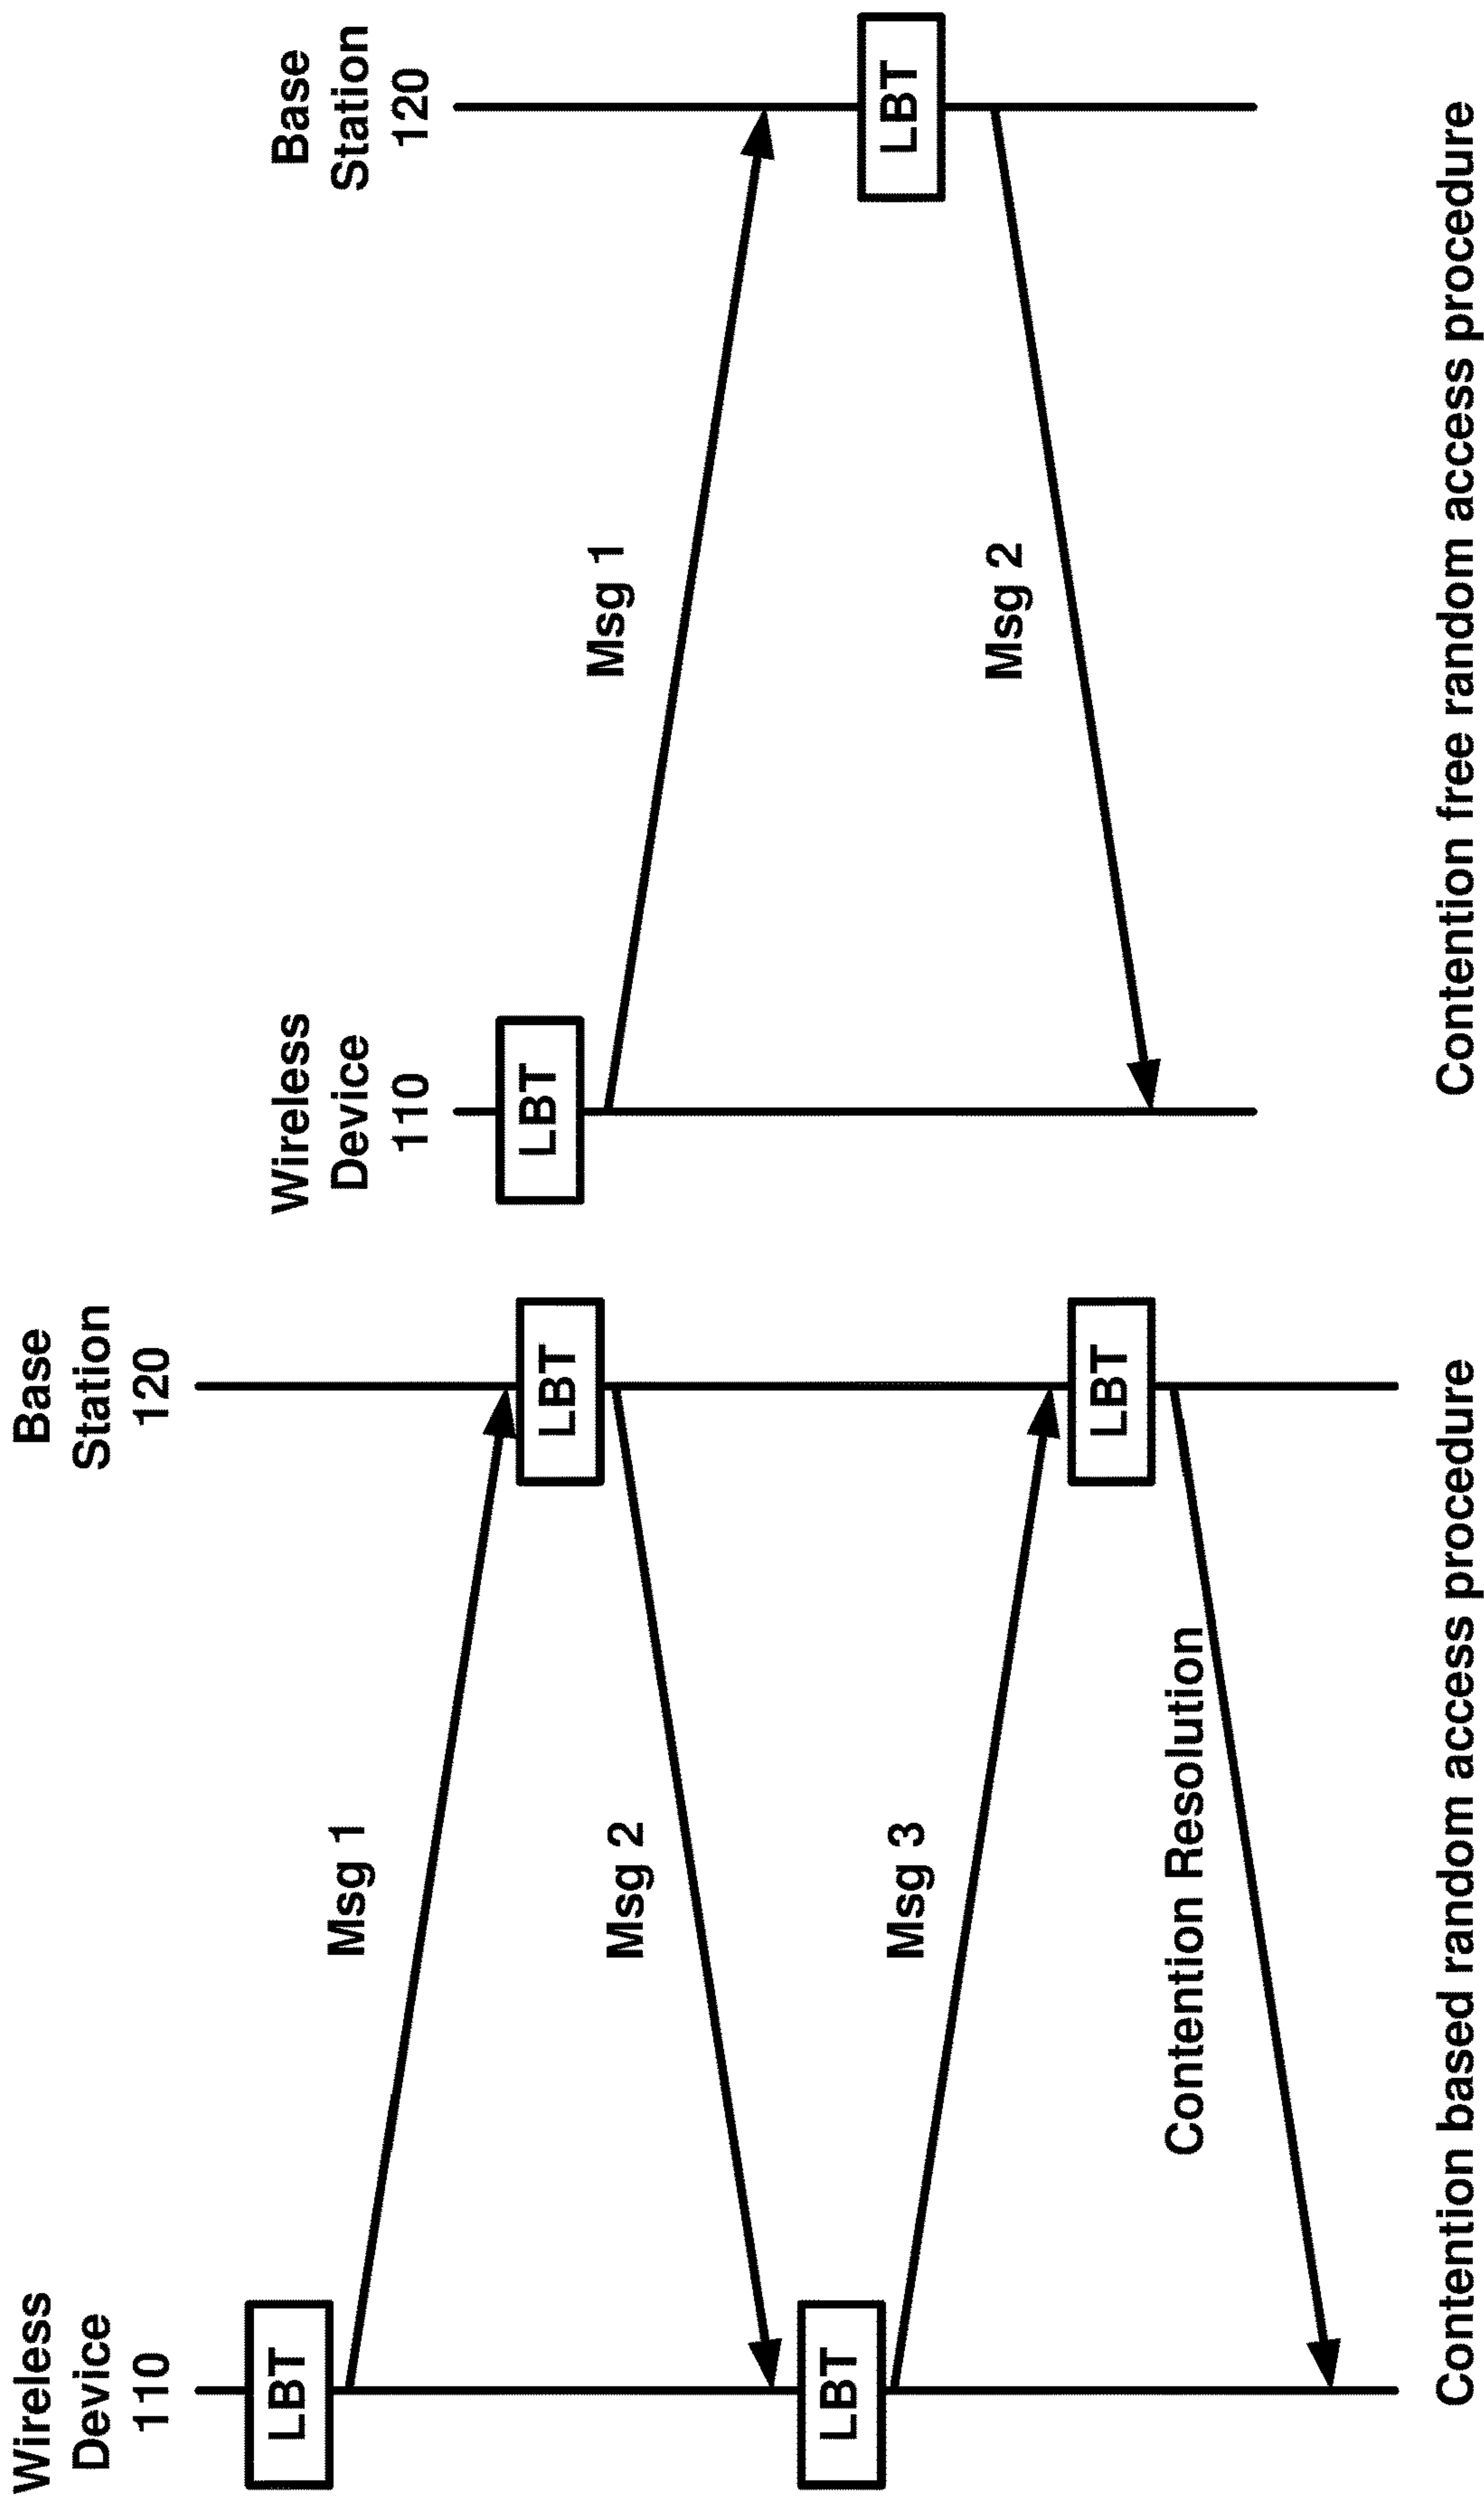 Wireless
Device
110
Base
Station
120
LBT
Msg 1
LBT
Msg 2
LBT
Msg 3
LBT
Contention Resolution
Contention based random access procedure
Wireless
Device
110
Base
Station
120
LBT
Msg 1
LBT
Msg 2
Contention free random access procedure